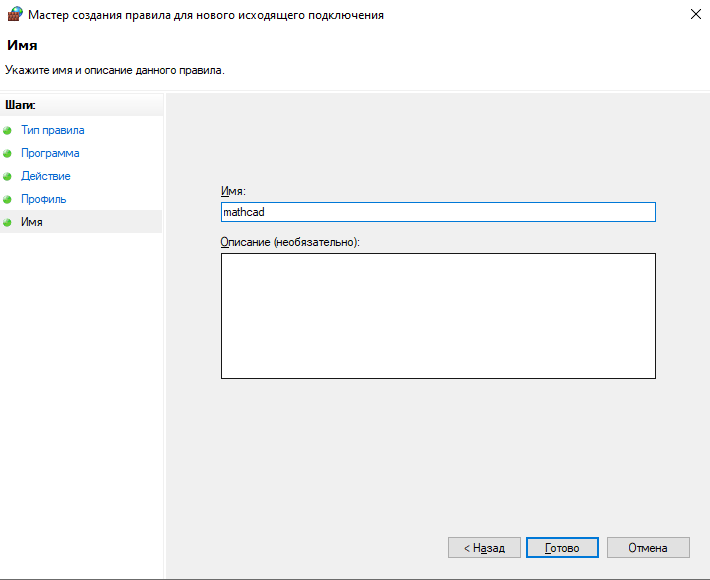 Мастер создания правила для нового исходящего подключения
Имя
Укажите имя и описание данного правила.
Шаги:
Тип правила
Программа
Действие
Профиль
Имя
Имя:
mathcad
Описание (необязательно):
< Назад
Готово
Отмена